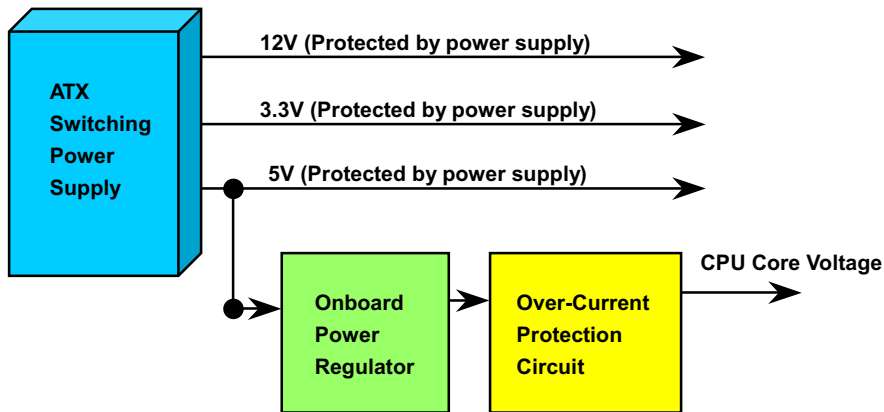 12V (Protected by power supply)
ATX
Switching
Power
Supply
3.3V (Protected by power supply)
5V (Protected by power supply)
CPU Core Voltage
Onboard
Power
Regulator
Over-Current
Protection
Circuit